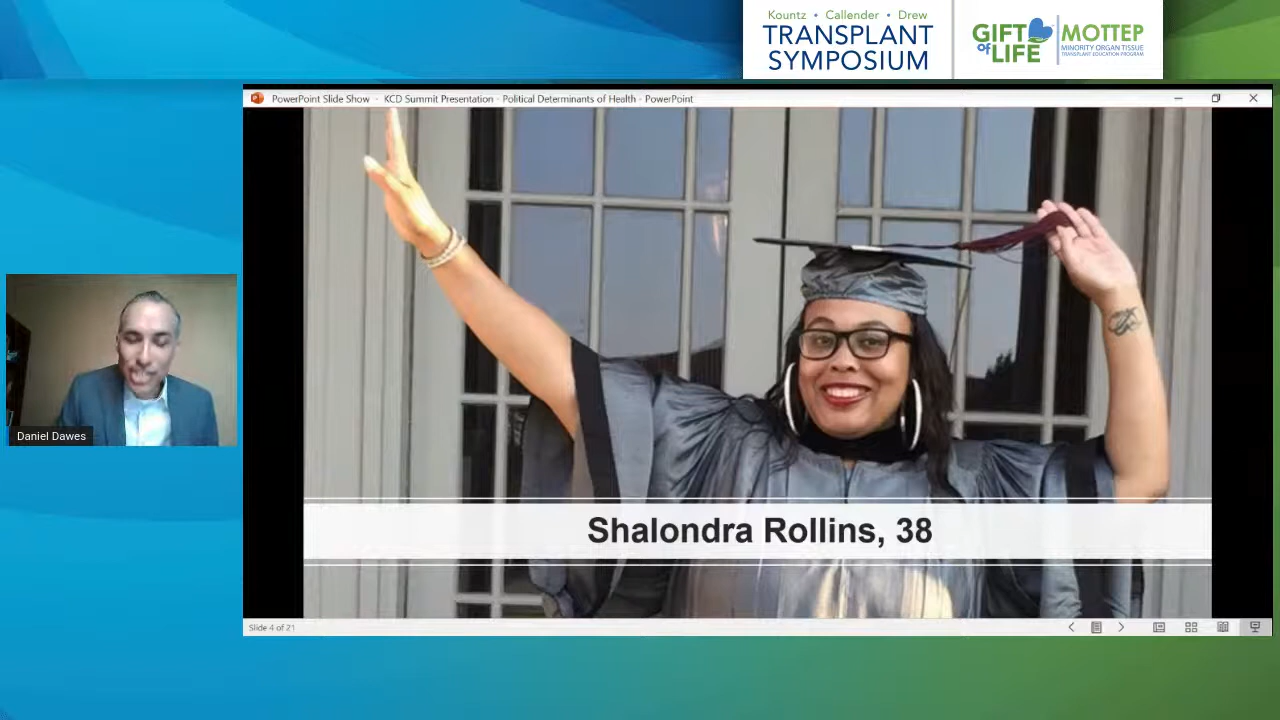 Kountz • Callender • Drew
TRANSPLANT
SYMPOSIUM
GIFT
of LIFE
MOTTEP
MINORITY ORGAN TISSUE
TRANSPLANT EDUCATION PROGRAM
PowerPoint Slide Show - KCD Summit Presentation - Political Determinants of Health - PowerPoint
Daniel Dawes
Shalondra Rollins, 38
Slide 4 of 21